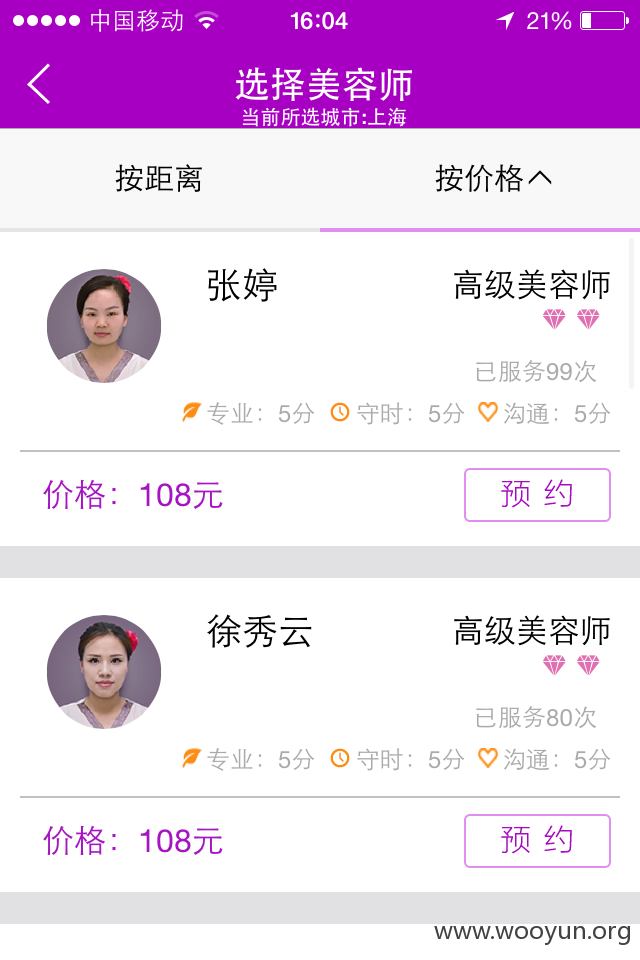 中国移动 16:04 21%
选择美容师
当前所选城市:上海
按距离 按价格
张婷 高级美容师
已服务99次
专业：5分 守时：5分 沟通：5分
价格：108元 预 约
徐秀云 高级美容师
已服务80次
专业：5分 守时：5分 沟通：5分
价格：108元 预 约
www.wooyun.org